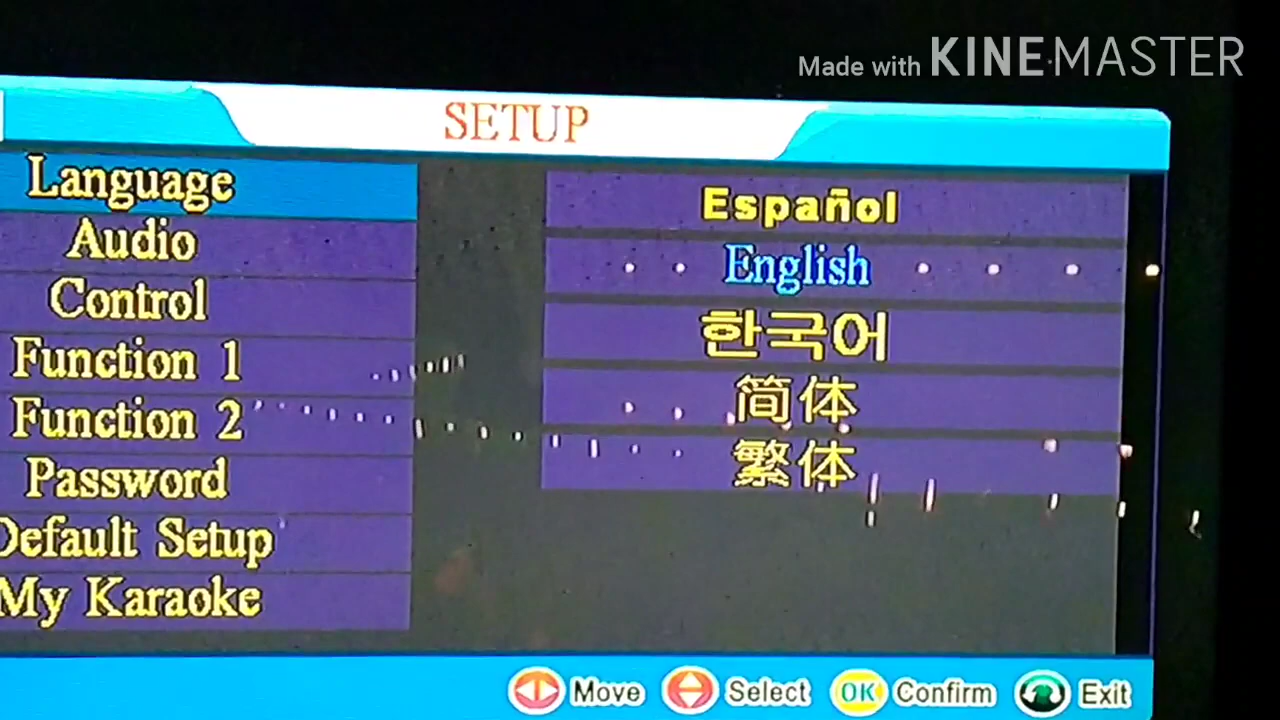 Made with KINEMASTER
SETUP
Language
Audio
Control
Function 1
Function 2
Password
Default Setup
My Karaoke
Español
English
한국어
简体
繁体
Move
Select
OK Confirm
Exit